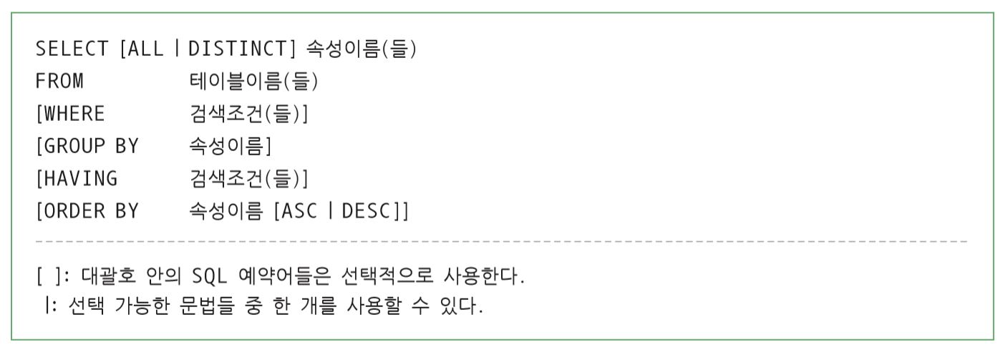 SELECT [ALL | DISTINCT] 속성이름(들)
FROM 테이블이름(들)
[WHERE 검색조건(들)]
[GROUP BY 속성이름]
[HAVING 검색조건(들)]
[ORDER BY 속성이름 [ASC | DESC]]
[ ]: 대괄호 안의 SQL 예약어들은 선택적으로 사용한다.
|: 선택 가능한 문법들 중 한 개를 사용할 수 있다.